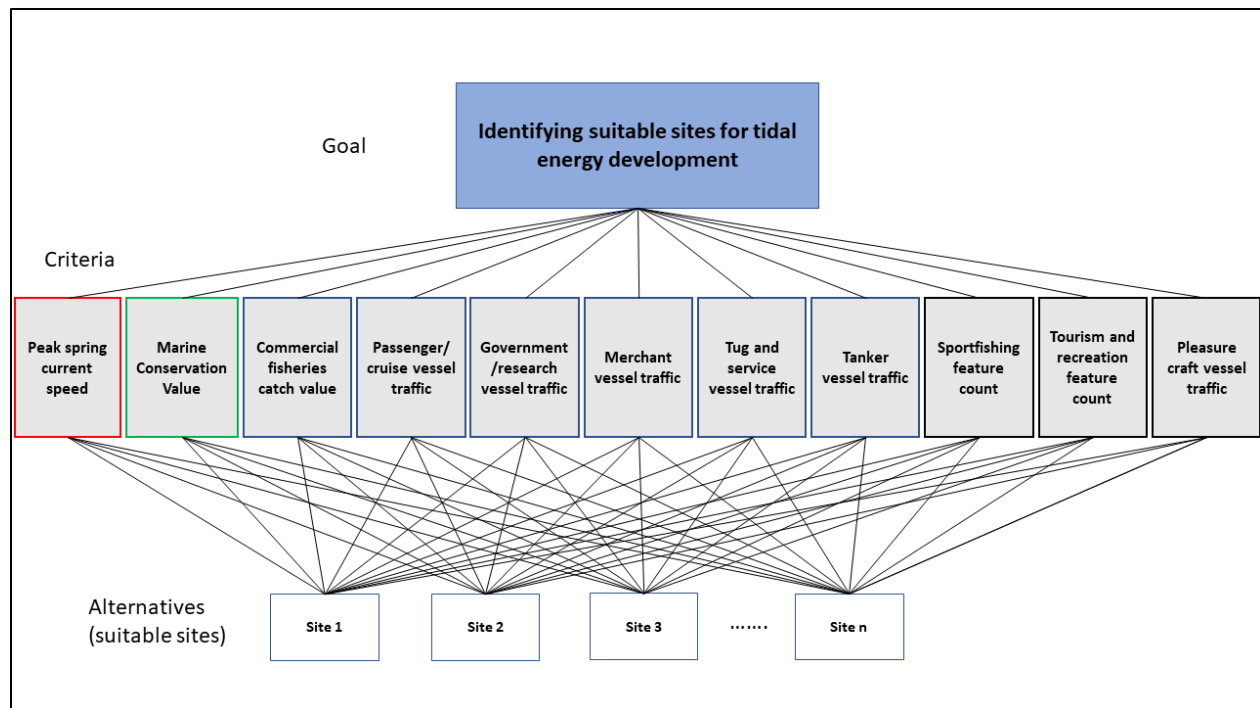 Identifying suitable sites for tidal
energy development
Goal
Criteria
Peak spring
current
speed
Marine
Conservation
Value
Commercial
fisheries
catch value
Passenger/
cruise vessel
traffic
Government
/research
vessel traffic
Merchant
vessel traffic
Tug and
service
vessel traffic
Tanker
vessel traffic
Sportfishing
feature
count
Tourism and
recreation
feature
count
Pleasure
craft vessel
traffic
Alternatives
(suitable sites)
Site 1
Site 2
Site 3
.......
Site n